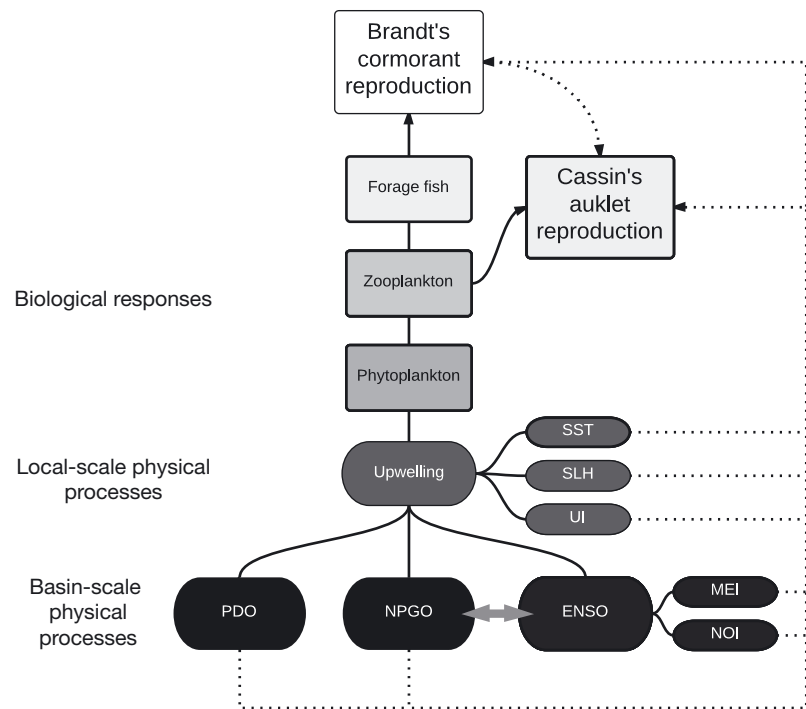 Brandt's
cormorant
reproduction
Forage fish
Cassin's
auklet
reproduction
Zooplankton
Biological responses
Phytoplankton
SST
Local-scale physical
processes
Upwelling
SLH
UI
Basin-scale
physical
processes
PDO
NPGO
ENSO
MEI
NOI